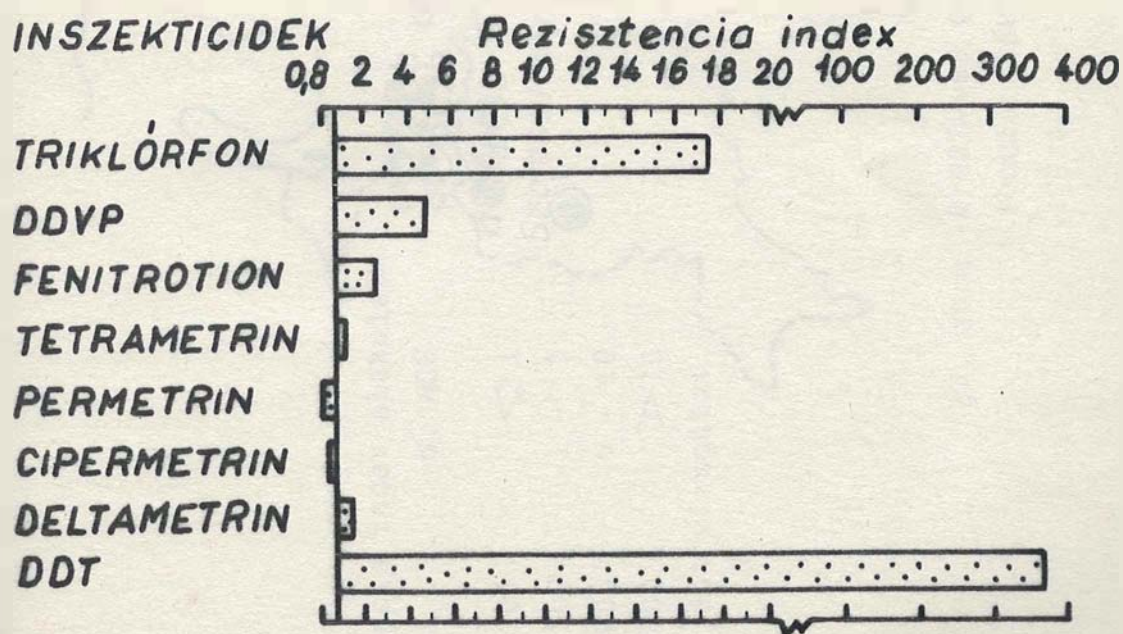 INSZEKTICIDEK Rezisztencia index
0,8 2 4 6 8 10 12 14 16 18 20 100 200 300 400
TRIKLÓRFON
DDVP
FENITROTION
TETRAMETRIN
PERMETRIN
CIPERMETRIN
DELTAMETRIN
DDT